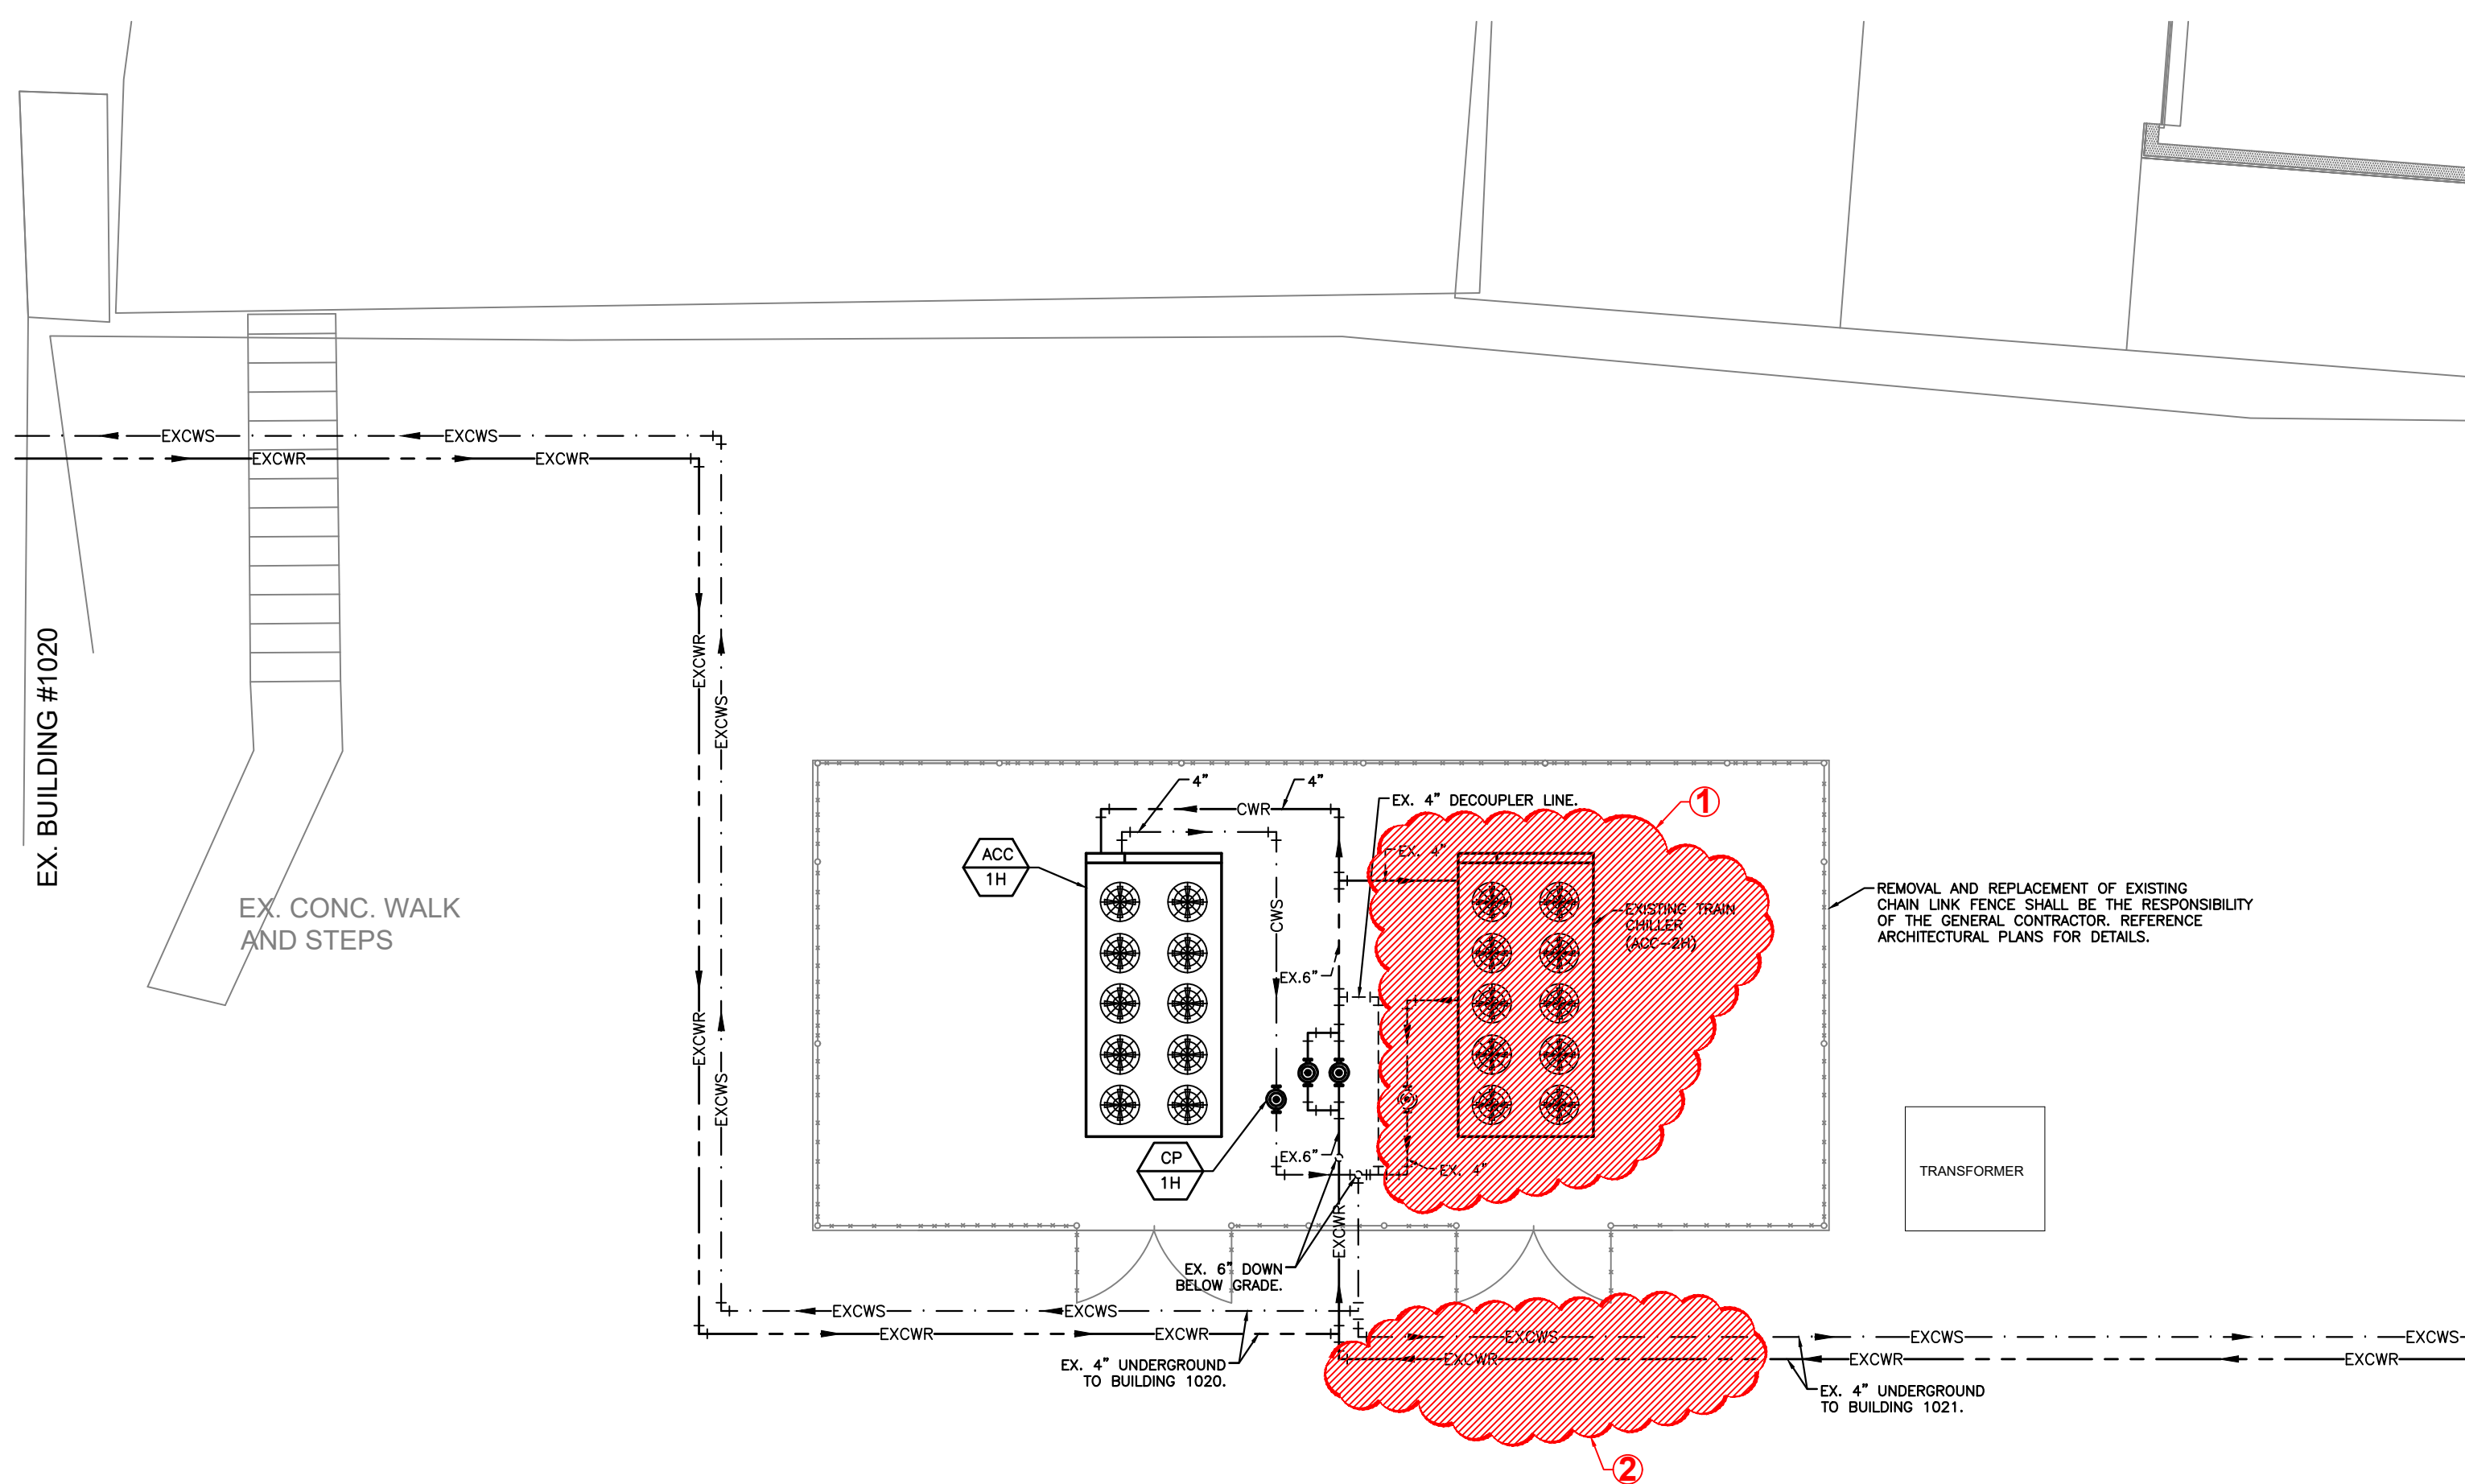 EXCWS
EXCWS
EXCWR
EXCWR
EX. BUILDING #1020
EXCWR
EXCWS
4"
4"
CWR
EX. 4" DECOUPLER LINE.
1
ACC
1H
EX. 4"
EX. CONC. WALK
AND STEPS
CWS
EXISTING TRAIN
CHILLER
(ACC-2H)
REMOVAL AND REPLACEMENT OF EXISTING
CHAIN LINK FENCE SHALL BE THE RESPONSIBILITY
OF THE GENERAL CONTRACTOR. REFERENCE
ARCHITECTURAL PLANS FOR DETAILS.
EX.6"
EXCWR
EXCWS
CP
1H
EX.6"
EX. 4"
TRANSFORMER
EXCWR
EX. 6" DOWN
BELOW GRADE.
EXCWS
EXCWS
EXCWR
EXCWR
EXCWS
EXCWS
EXCWS
EXCWR
EXCWR
EXCWR
EX. 4" UNDERGROUND
TO BUILDING 1020.
EX. 4" UNDERGROUND
TO BUILDING 1021.
2